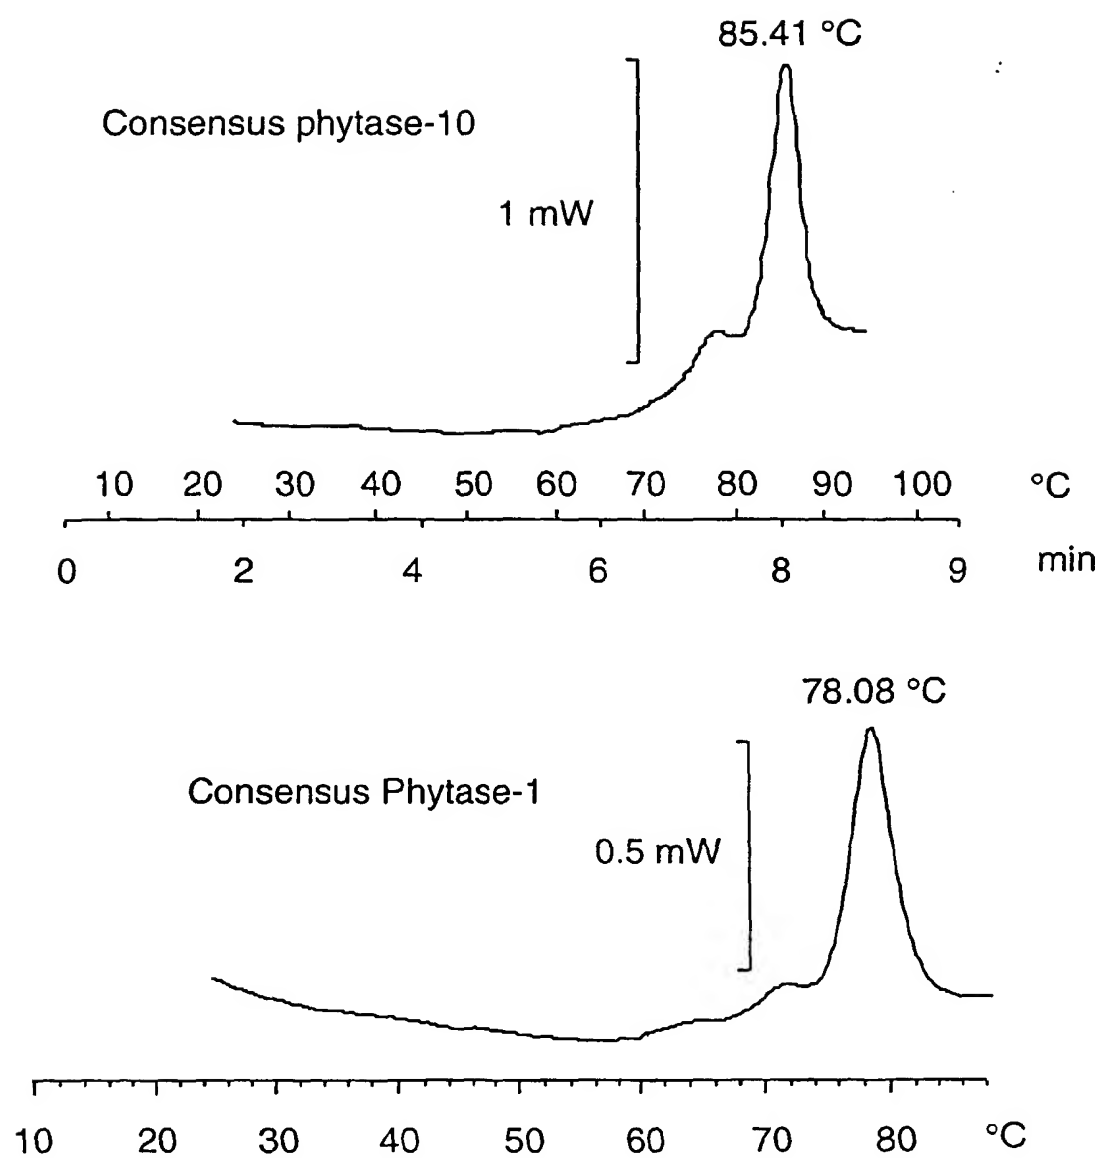 85.41 °C
Consensus phytase-10
1 mW
10 20 30 40 50 60 70 80 90 100 °C
0 2 4 6 8 9 min
78.08 °C
Consensus Phytase-1
0.5 mW
10 20 30 40 50 60 70 80 °C